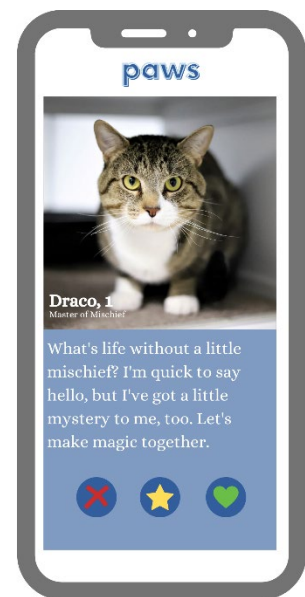 paws
Draco, 1
Master of Mischief
What's life without a little
mischief? I'm quick to say
hello, but I've got a little
mystery to me, too. Let's
make magic together.